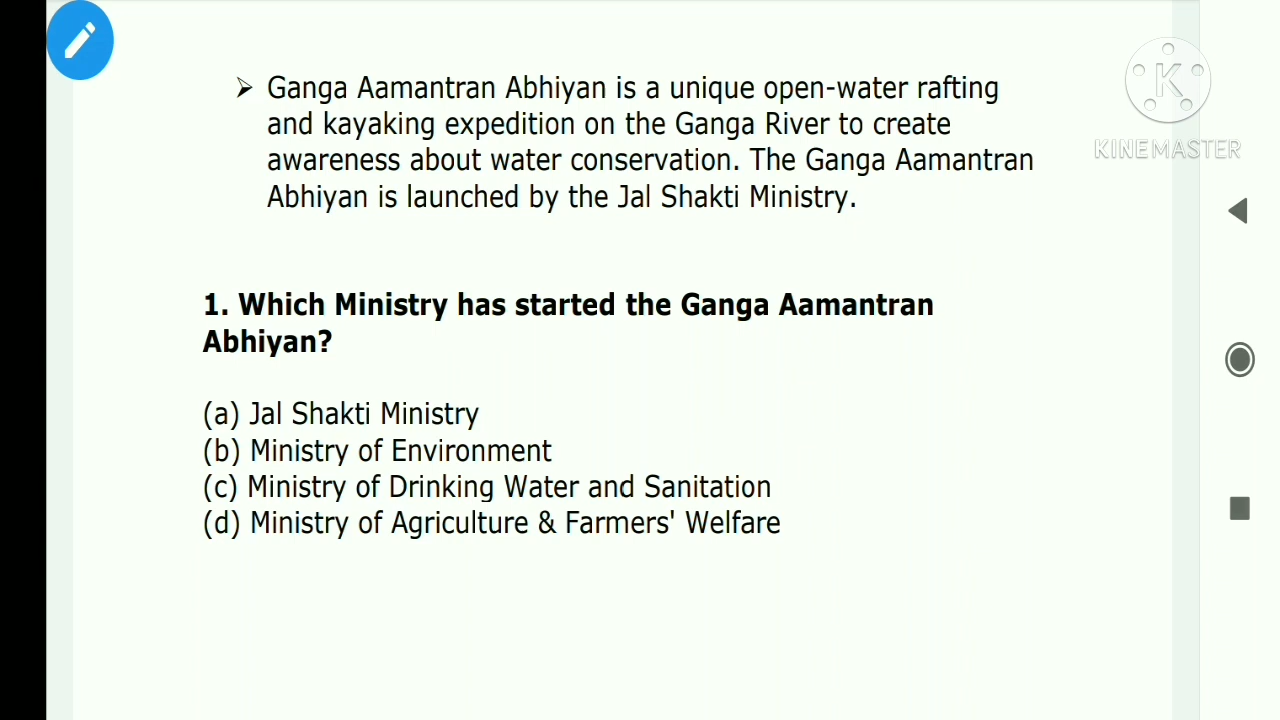 ➢ Ganga Aamantran Abhiyan is a unique open-water rafting
and kayaking expedition on the Ganga River to create
awareness about water conservation. The Ganga Aamantran
Abhiyan is launched by the Jal Shakti Ministry.
K
KINEMASTER
1. Which Ministry has started the Ganga Aamantran
Abhiyan?
(a) Jal Shakti Ministry
(b) Ministry of Environment
(c) Ministry of Drinking Water and Sanitation
(d) Ministry of Agriculture & Farmers' Welfare